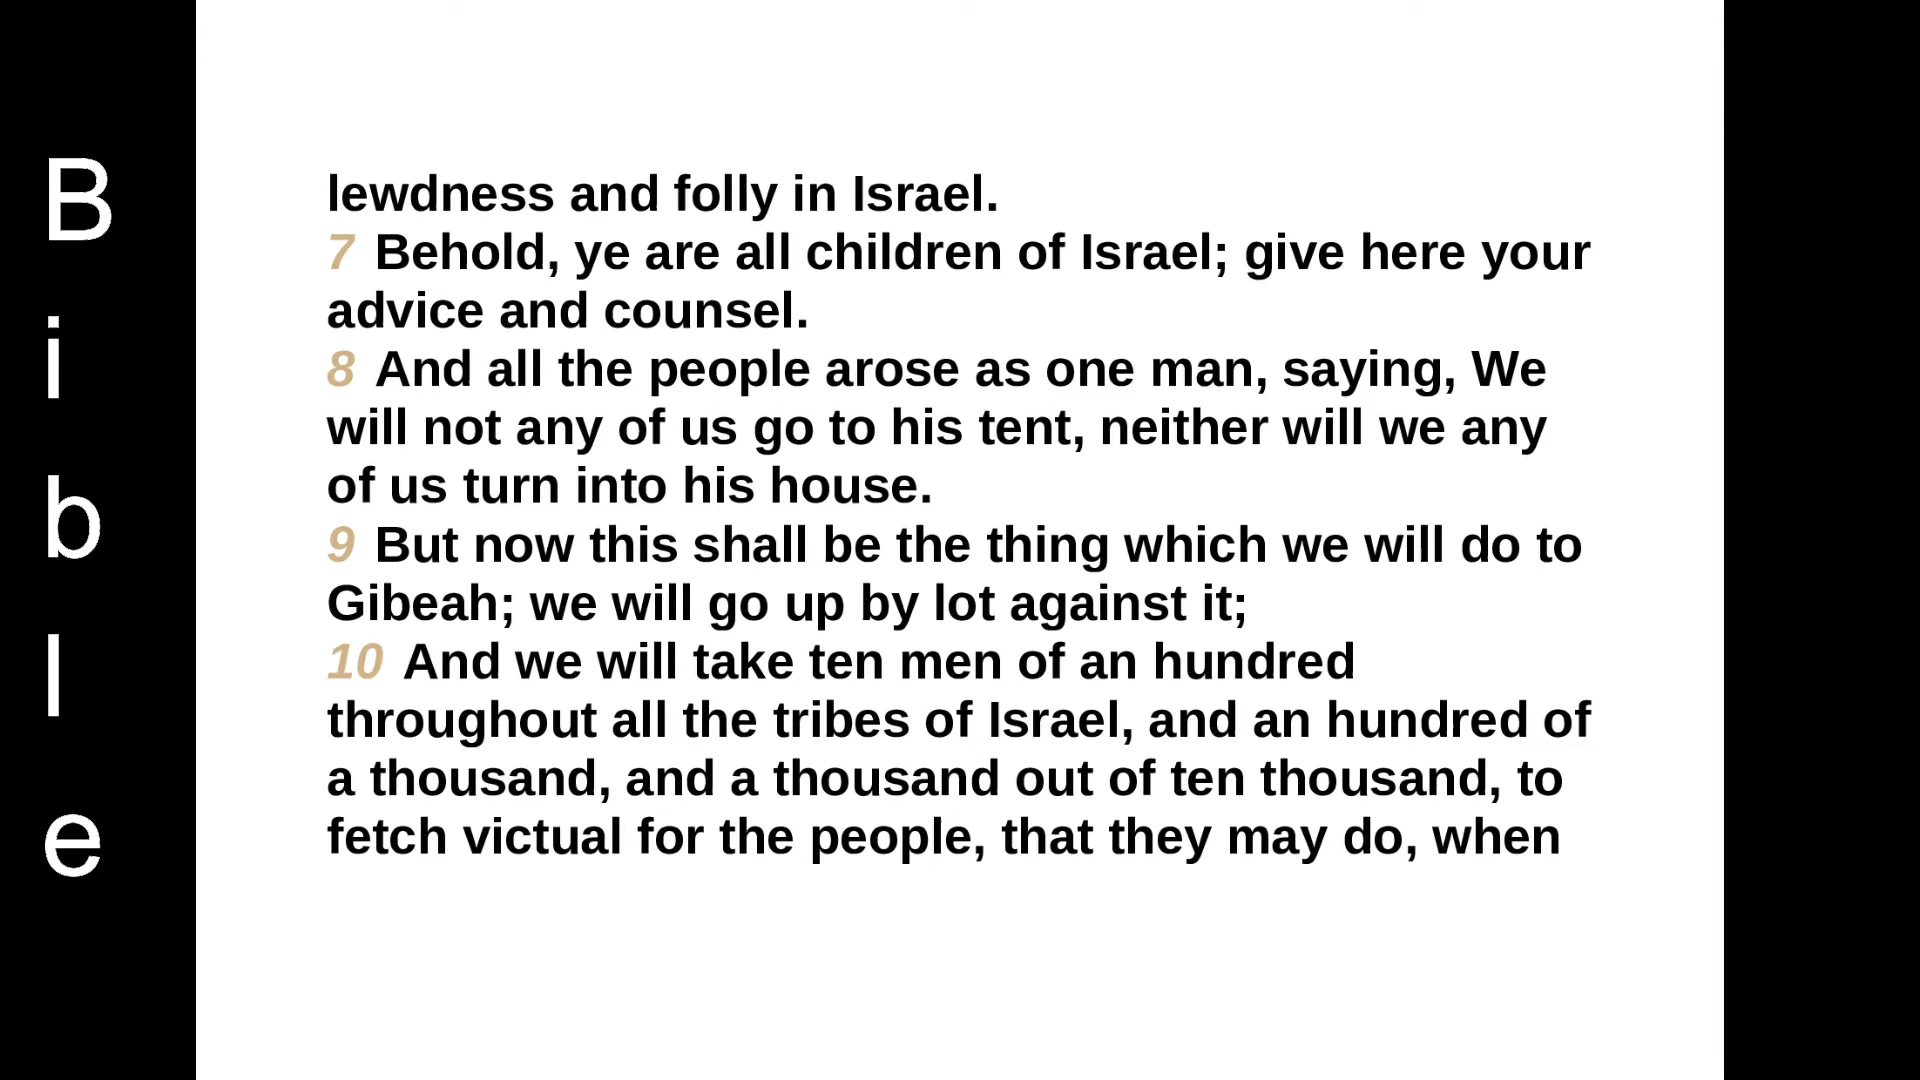 Bible
lewdness and folly in Israel.
7 Behold, ye are all children of Israel; give here your
advice and counsel.
8 And all the people arose as one man, saying, We
will not any of us go to his tent, neither will we any
of us turn into his house.
9 But now this shall be the thing which we will do to
Gibeah; we will go up by lot against it;
10 And we will take ten men of an hundred
throughout all the tribes of Israel, and an hundred of
a thousand, and a thousand out of ten thousand, to
fetch victual for the people, that they may do, when